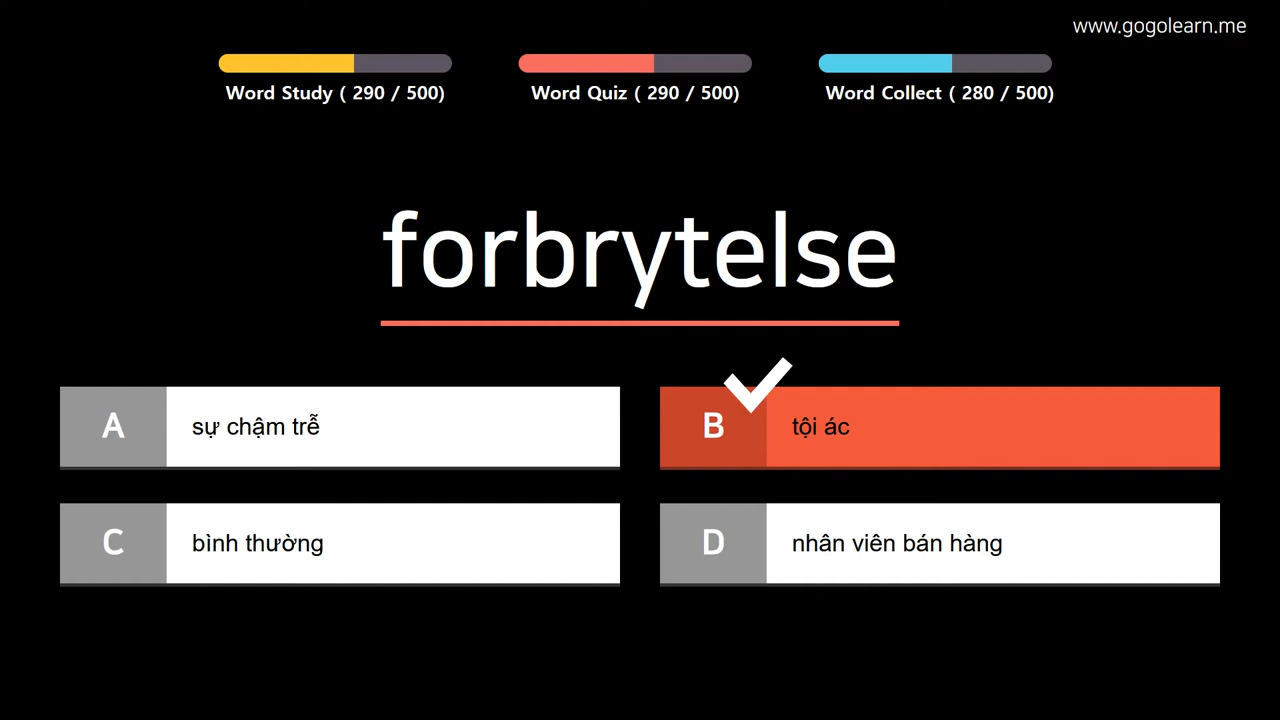 www.gogolearn.me
Word Study ( 290 / 500)
Word Quiz ( 290 / 500)
Word Collect ( 280 / 500)
forbrytelse
A
sự chậm trễ
B
tội ác
C
bình thường
D
nhân viên bán hàng